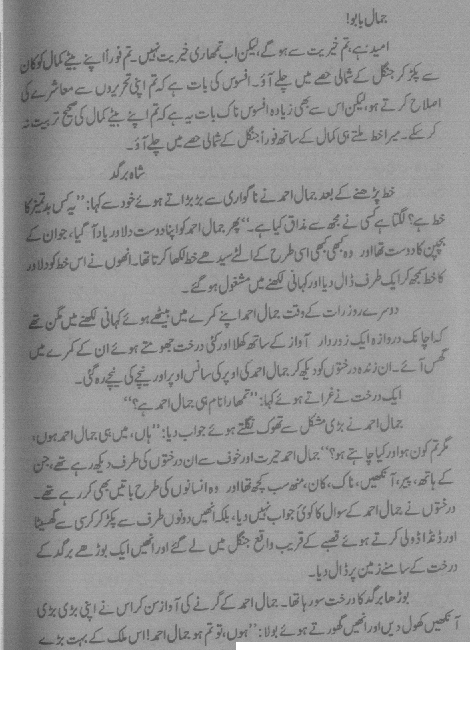 جمال بابو!
امید ہے، تم خیریت سے ہو گے، لیکن اب تمھاری خیریت نہیں۔ تم فوراً اپنے بیٹے کمال کو کان
سے پکڑ کر جنگل کے شمالی حصے میں چلے آؤ۔ افسوس کی بات ہے کہ تم اپنی تحریروں سے معاشرے کی
اصلاح کرتے ہو، لیکن اس سے بھی زیادہ افسوس ناک بات یہ ہے کہ تم اپنے بیٹے کمال کی صحیح تربیت نہ
کر سکے۔ میرا خط ملتے ہی کمال کے ساتھ فوراً جنگل کے شمالی حصے میں چلے آؤ۔
شاہ برگد
خط پڑھنے کے بعد جمال احمد نے ناگواری سے بڑبڑاتے ہوئے خود سے کہا: ”یہ کس بدتمیز کا
خط ہے؟ لگتا ہے کسی نے مجھ سے مذاق کیا ہے۔“ پھر جمال احمد کو اپنا دوست دلاور یاد آ گیا، جو ان کے
بچپن کا دوست تھا اور وہ کبھی کبھی اسی طرح کے الٹے سیدھے خط لکھا کرتا تھا۔ انھوں نے اس خط کو دلاور
کا خط سمجھ کر ایک طرف ڈال دیا اور کہانی لکھنے میں مشغول ہو گئے۔
دوسرے روز رات کے وقت جمال احمد اپنے کمرے میں بیٹھے ہوئے کہانی لکھنے میں مگن تھے
کہ اچانک دروازہ ایک زوردار آواز کے ساتھ کھلا اور کئی درخت جھومتے ہوئے ان کے کمرے میں
گھس آئے۔ ان زندہ درختوں کو دیکھ کر جمال احمد کی اوپر کی سانس اوپر اور نیچے کی نیچے رہ گئی۔
ایک درخت نے غراتے ہوئے کہا: ”تمھارا نام ہی جمال احمد ہے؟“
جمال احمد نے بڑی مشکل سے تھوک نگلتے ہوئے جواب دیا: ”ہاں، میں ہی جمال احمد ہوں،
مگر تم کون ہو اور کیا چاہتے ہو؟“ جمال احمد حیرت اور خوف سے ان درختوں کی طرف دیکھ رہے تھے، جن
کے ہاتھ، پیر، آنکھیں، ناک، کان، منھ سب کچھ تھا اور وہ انسانوں کی طرح باتیں بھی کر رہے تھے۔
درختوں نے جمال احمد کے سوال کا کوئی جواب نہیں دیا، بلکہ انھیں دونوں طرف سے پکڑ کر کرسی سے گھسیٹا
اور ڈنڈا ڈولی کرتے ہوئے قصبے کے قریب واقع جنگل میں لے گئے اور انھیں ایک بوڑھے برگد کے
درخت کے سامنے زمین پر ڈال دیا۔
بوڑھا برگد کا درخت سو رہا تھا۔ جمال احمد کے گرنے کی آواز سن کر اس نے اپنی بڑی بڑی
آنکھیں کھول دیں اور انھیں گھورتے ہوئے بولا: ”ہوں، تو تم ہو جمال احمد! اس ملک کے بہت بڑے